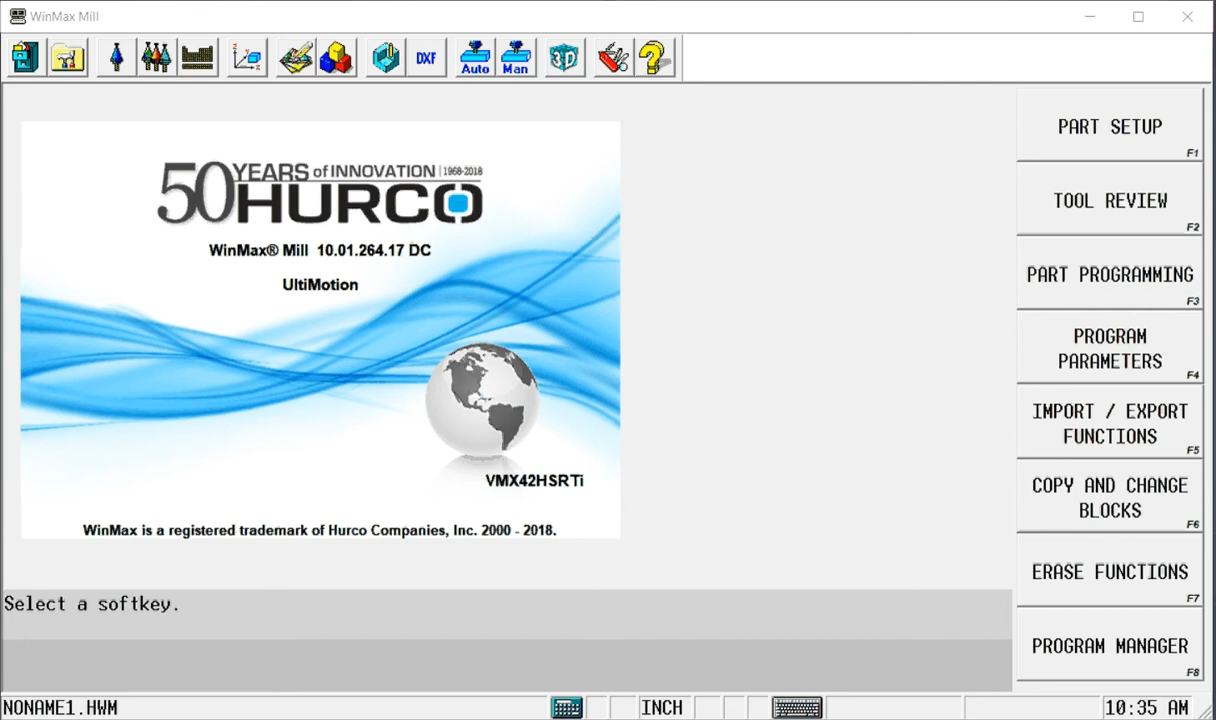 WinMax Mill
DXF
Auto
Man
3D
50 YEARS of INNOVATION | 1968-2018
HURCO
WinMax® Mill 10.01.264.17 DC
UltiMotion
VMX42HSRTi
WinMax is a registered trademark of Hurco Companies, Inc. 2000 - 2018.
PART SETUP
F1
TOOL REVIEW
F2
PART PROGRAMMING
F3
PROGRAM
PARAMETERS
F4
IMPORT / EXPORT
FUNCTIONS
F5
COPY AND CHANGE
BLOCKS
F6
ERASE FUNCTIONS
F7
PROGRAM MANAGER
F8
Select a softkey.
NONAME1.HWM
INCH
10:35 AM